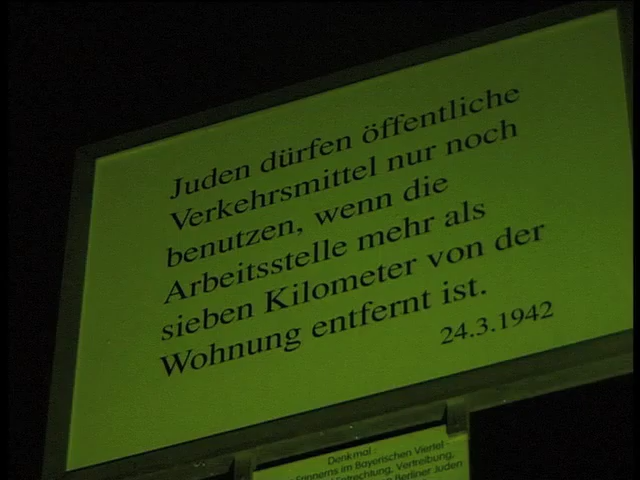 Juden dürfen öffentliche
Verkehrsmittel nur noch
benutzen, wenn die
Arbeitsstelle mehr als
sieben Kilometer von der
Wohnung entfernt ist.
24.3.1942
Denkmal
im Bayerischen Viertel -
Vertreibung,
Berliner Juden